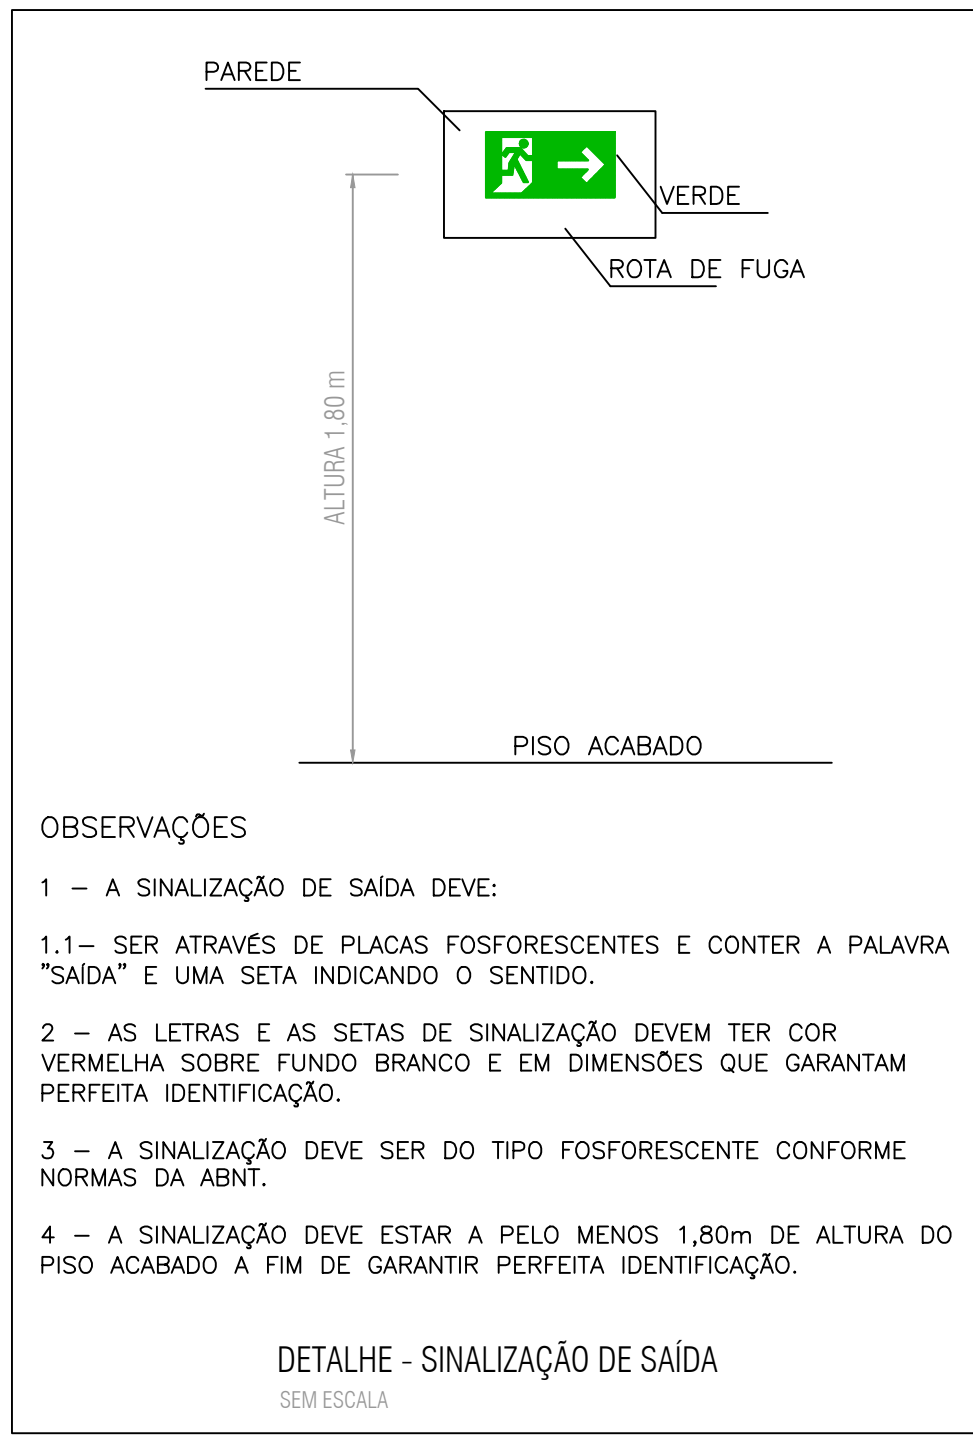 PAREDE
VERDE
ROTA DE FUGA
ALTURA 1,80 m
PISO ACABADO
OBSERVAÇÕES
1 – A SINALIZAÇÃO DE SAÍDA DEVE:
1.1– SER ATRAVÉS DE PLACAS FOSFORESCENTES E CONTER A PALAVRA
"SAÍDA" E UMA SETA INDICANDO O SENTIDO.
2 – AS LETRAS E AS SETAS DE SINALIZAÇÃO DEVEM TER COR
VERMELHA SOBRE FUNDO BRANCO E EM DIMENSÕES QUE GARANTAM
PERFEITA IDENTIFICAÇÃO.
3 – A SINALIZAÇÃO DEVE SER DO TIPO FOSFORESCENTE CONFORME
NORMAS DA ABNT.
4 – A SINALIZAÇÃO DEVE ESTAR A PELO MENOS 1,80m DE ALTURA DO
PISO ACABADO A FIM DE GARANTIR PERFEITA IDENTIFICAÇÃO.
DETALHE - SINALIZAÇÃO DE SAÍDA
SEM ESCALA